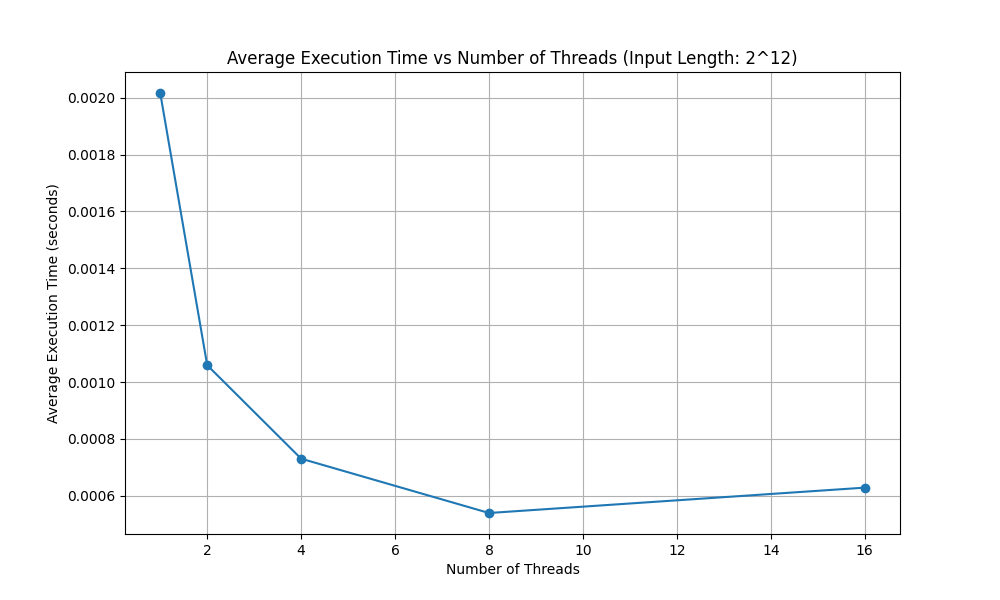 Average Execution Time vs Number of Threads (Input Length: 2^12)
Average Execution Time (seconds)
0.0020
0.0018
0.0016
0.0014
0.0012
0.0010
0.0008
0.0006
2 4 6 8 10 12 14 16
Number of Threads